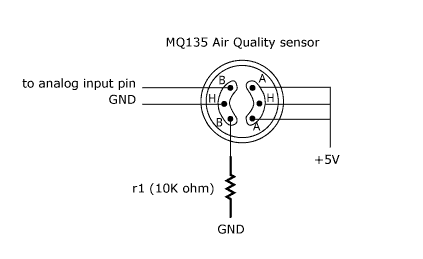 MQ135 Air Quality sensor
to analog input pin
B A
GND
H H
B A
+5V
r1 (10K ohm)
GND